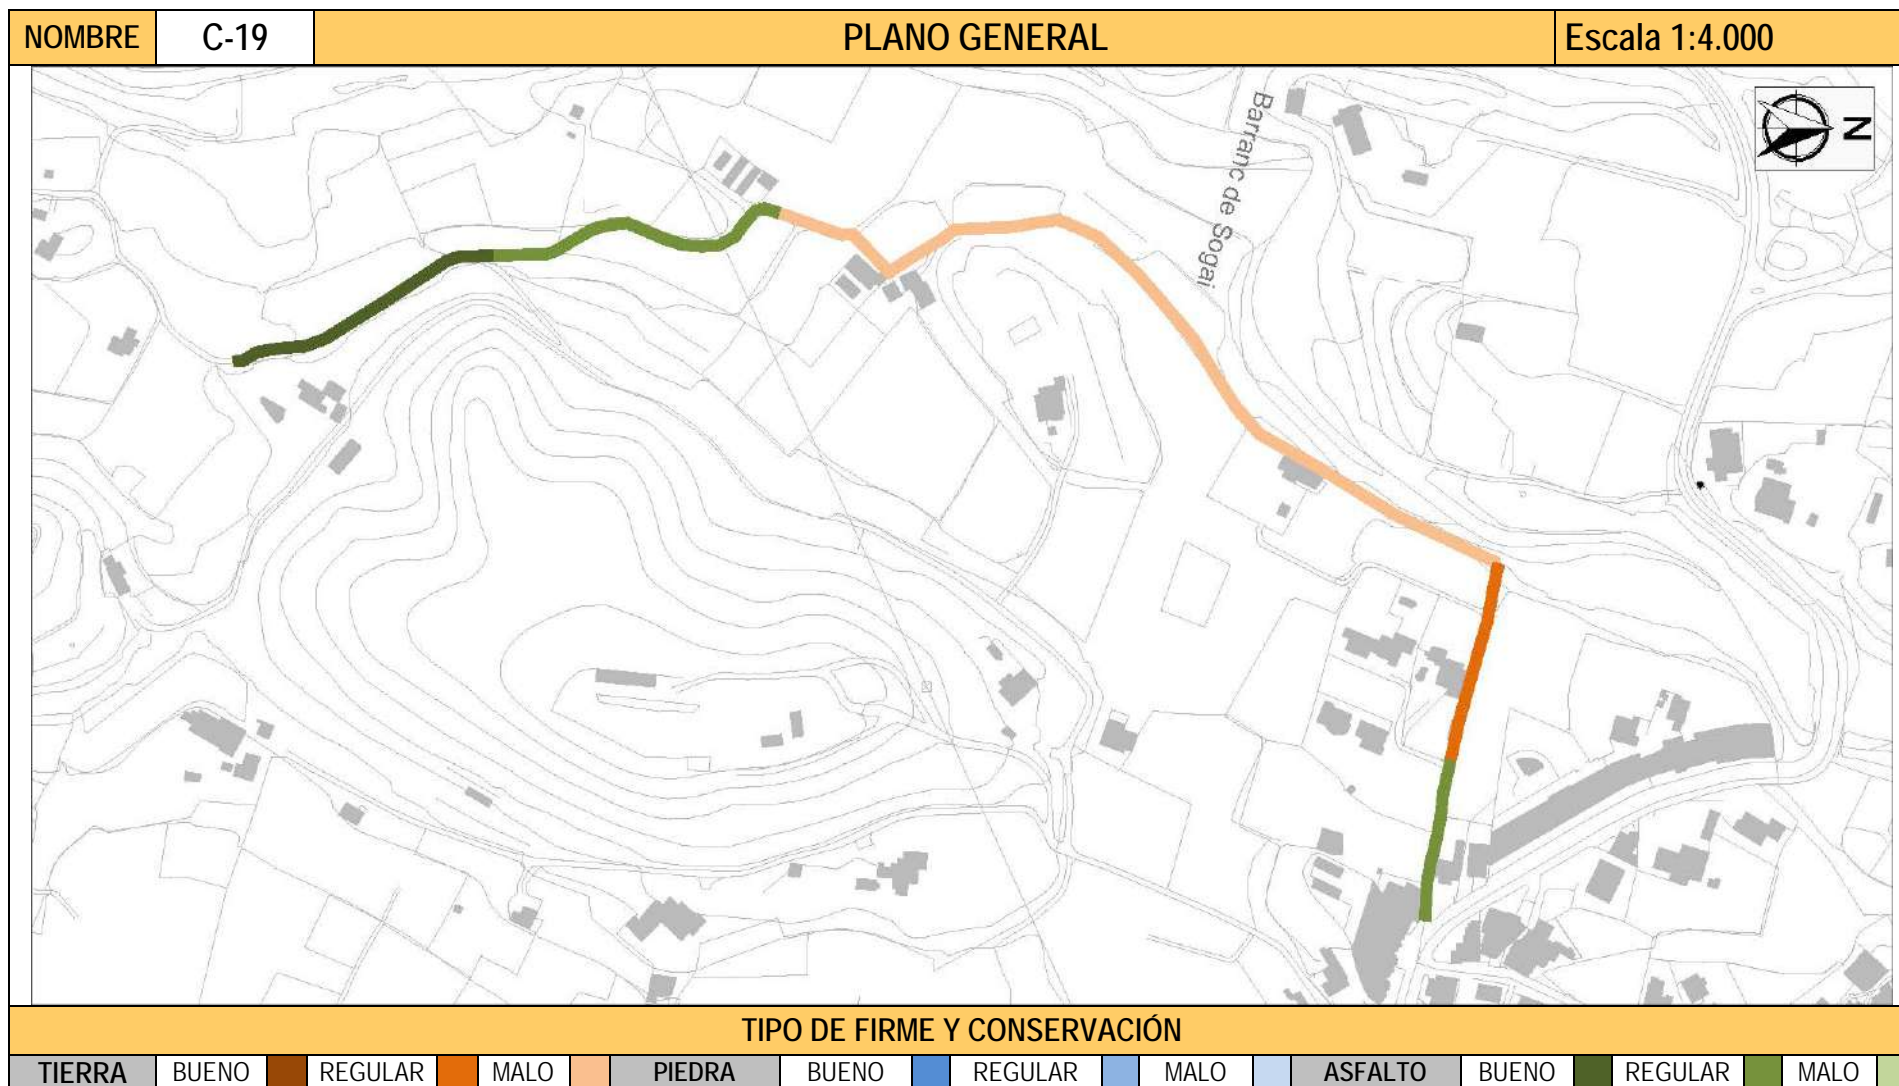 NOMBRE C-19 PLANO GENERAL Escala 1:4.000
N
Barranc de Sogai
TIPO DE FIRME Y CONSERVACIÓN
TIERRA BUENO REGULAR MALO PIEDRA BUENO REGULAR MALO ASFALTO BUENO REGULAR MALO